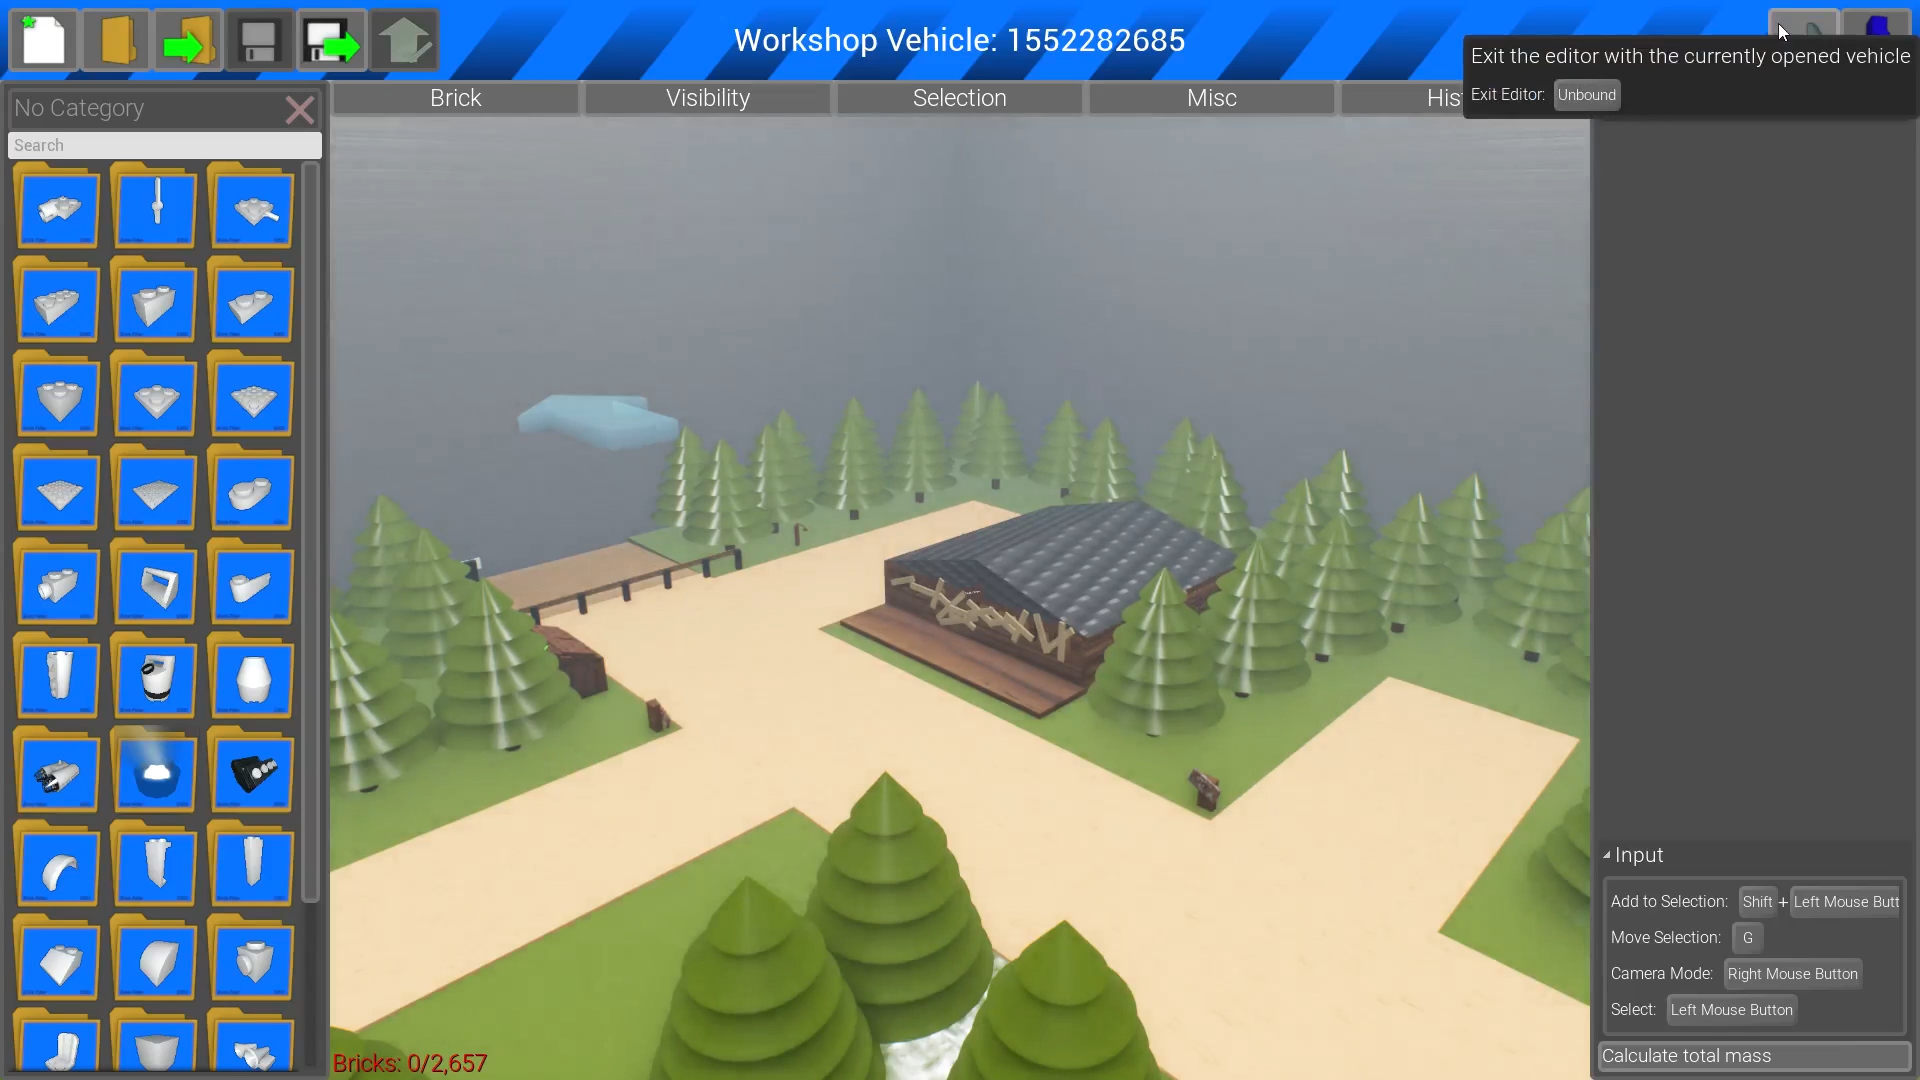 Workshop Vehicle: 1552282685
Exit the editor with the currently opened vehicle
Exit Editor: Unbound
No Category
Search
Brick
Visibility
Selection
Misc
His
Input
Add to Selection: Shift + Left Mouse Butt
Move Selection: G
Camera Mode: Right Mouse Button
Select: Left Mouse Button
Calculate total mass
Bricks: 0/2,657